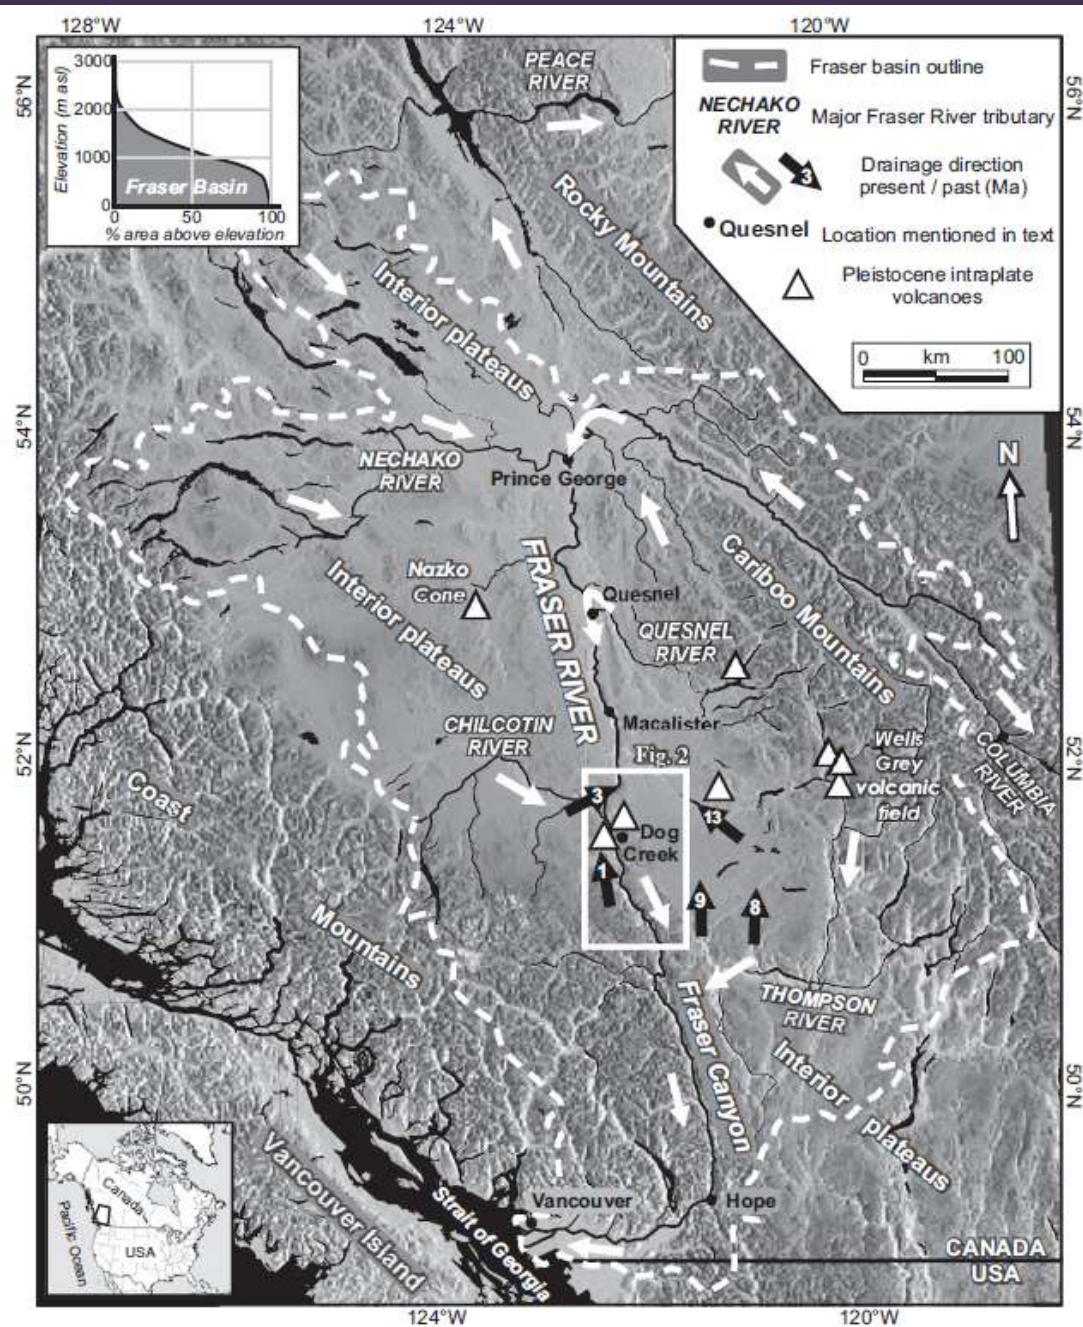 128°W
124°W
120°W
56°N
54°N
52°N
50°N
56°N
54°N
52°N
50°N
124°W
120°W
3000
2000
1000
0
Elevation (m asl)
Fraser Basin
0
50
100
% area above elevation
Fraser basin outline
NECHAKO
RIVER
Major Fraser River tributary
3
Drainage direction
present / past (Ma)
Quesnel
Location mentioned in text
Pleistocene intraplate
volcanoes
0
km
100
N
PEACE
RIVER
Rocky Mountains
Interior plateaus
NECHAKO
RIVER
Prince George
FRASER RIVER
Cariboo Mountains
Nazko
Cone
Interior plateaus
Quesnel
QUESNEL
RIVER
Macalister
CHILCOTIN
RIVER
Fig. 2
Wells
Grey
volcanic
field
COLUMBIA
RIVER
Coast
Mountains
3
13
Dog
Creek
1
9
8
THOMPSON
RIVER
Fraser Canyon
Interior
plateaus
Vancouver
Hope
Vancouver Island
Strait of Georgia
CANADA
USA
Canada
USA
Pacific Ocean